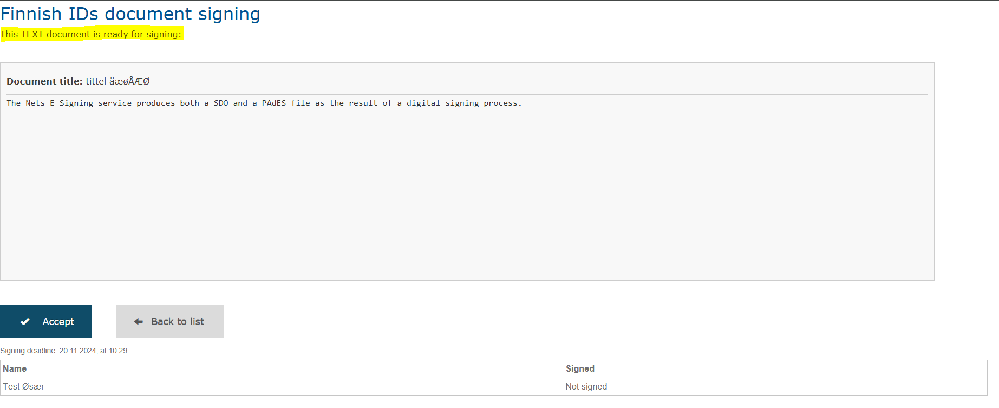 Finnish IDs document signing
This TEXT document is ready for signing:
Document title: tittel åæøÅÆØ
The Nets E-Signing service produces both a SDO and a PAdES file as the result of a digital signing process.
Accept
Back to list
Signing deadline: 20.11.2024, at 10:29
Name Signed
Tëst Øsær Not signed